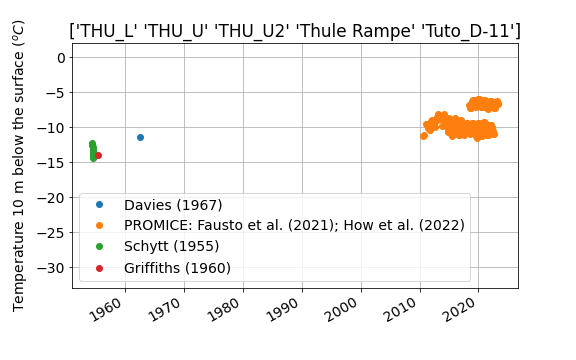 ['THU_L' 'THU_U' 'THU_U2' 'Thule Rampe' 'Tuto_D-11']
Temperature 10 m below the surface (°C)
0
−5
−10
−15
−20
−25
−30
Davies (1967)
PROMICE: Fausto et al. (2021); How et al. (2022)
Schytt (1955)
Griffiths (1960)
1960
1970
1980
1990
2000
2010
2020